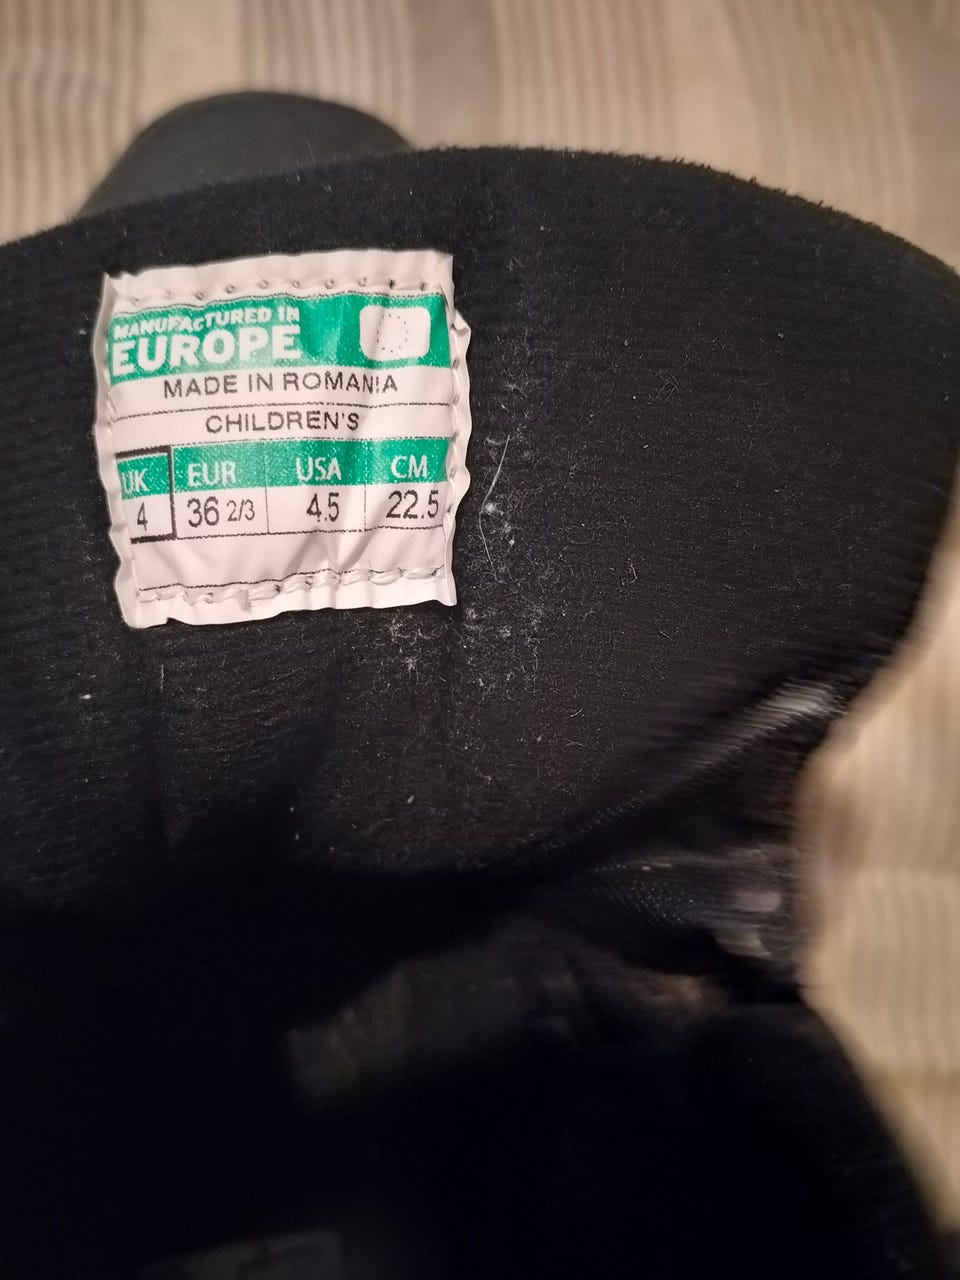 MANUFACTURED IN
EUROPE
MADE IN ROMANIA
CHILDREN'S
UK EUR USA CM
4 36 2/3 4.5 22.5